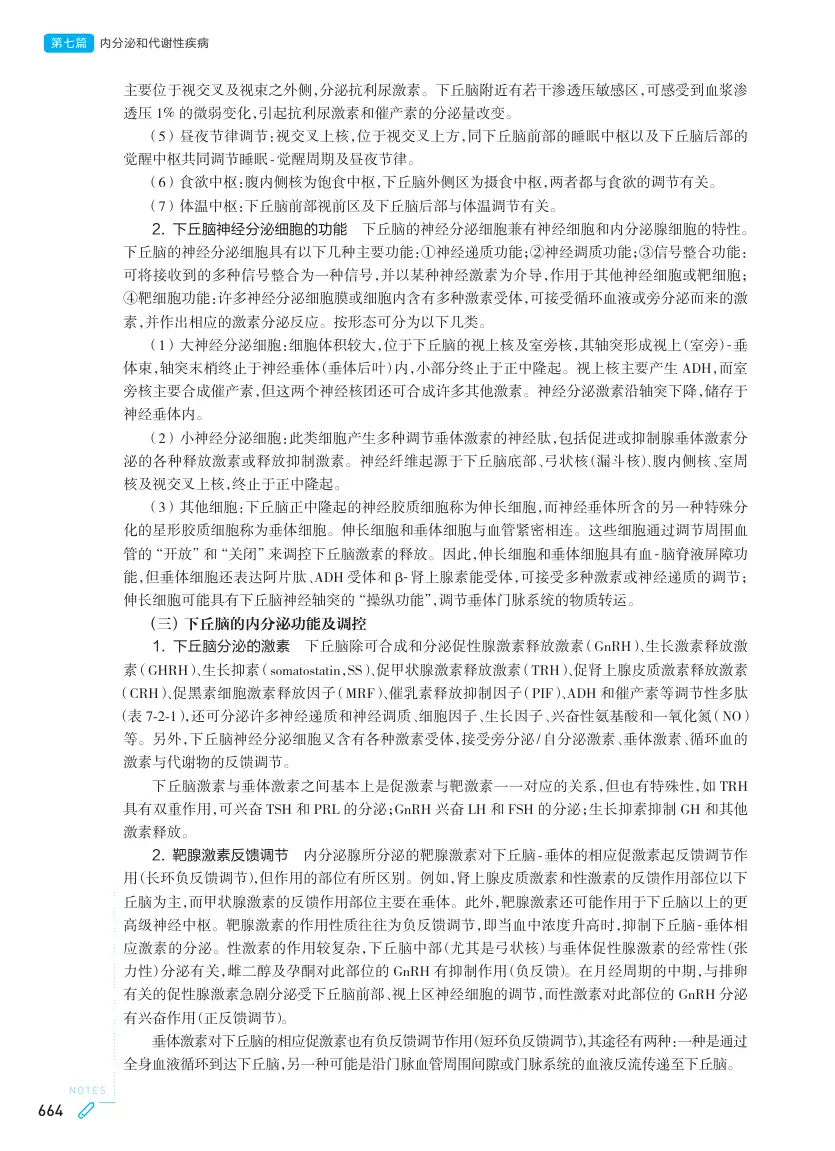 第七篇 内分泌和代谢性疾病
主要位于视交叉及视束之外侧,分泌抗利尿激素。下丘脑附近有若干渗透压敏感区,可感受到血浆渗
透压 1% 的微弱变化,引起抗利尿激素和催产素的分泌量改变。
（5）昼夜节律调节:视交叉上核,位于视交叉上方,同下丘脑前部的睡眠中枢以及下丘脑后部的
觉醒中枢共同调节睡眠-觉醒周期及昼夜节律。
（6）食欲中枢:腹内侧核为饱食中枢,下丘脑外侧区为摄食中枢,两者都与食欲的调节有关。
（7）体温中枢:下丘脑前部视前区及下丘脑后部与体温调节有关。
2. 下丘脑神经分泌细胞的功能 下丘脑的神经分泌细胞兼有神经细胞和内分泌腺细胞的特性。
下丘脑的神经分泌细胞具有以下几种主要功能:①神经递质功能;②神经调质功能;③信号整合功能:
可将接收到的多种信号整合为一种信号,并以某种神经激素为介导,作用于其他神经细胞或靶细胞;
④靶细胞功能:许多神经分泌细胞膜或细胞内含有多种激素受体,可接受循环血液或旁分泌而来的激
素,并作出相应的激素分泌反应。按形态可分为以下几类。
（1）大神经分泌细胞:细胞体积较大,位于下丘脑的视上核及室旁核,其轴突形成视上(室旁)-垂
体束,轴突末梢终止于神经垂体(垂体后叶)内,小部分终止于正中隆起。视上核主要产生 ADH,而室
旁核主要合成催产素,但这两个神经核团还可合成许多其他激素。神经分泌激素沿轴突下降,储存于
神经垂体内。
（2）小神经分泌细胞:此类细胞产生多种调节垂体激素的神经肽,包括促进或抑制腺垂体激素分
泌的各种释放激素或释放抑制激素。神经纤维起源于下丘脑底部、弓状核(漏斗核)、腹内侧核、室周
核及视交叉上核,终止于正中隆起。
（3）其他细胞:下丘脑正中隆起的神经胶质细胞称为伸长细胞,而神经垂体所含的另一种特殊分
化的星形胶质细胞称为垂体细胞。伸长细胞和垂体细胞与血管紧密相连。这些细胞通过调节周围血
管的“开放”和“关闭”来调控下丘脑激素的释放。因此,伸长细胞和垂体细胞具有血-脑脊液屏障功
能,但垂体细胞还表达阿片肽、ADH 受体和 β-肾上腺素能受体,可接受多种激素或神经递质的调节;
伸长细胞可能具有下丘脑神经轴突的“操纵功能”,调节垂体门脉系统的物质转运。
（三）下丘脑的内分泌功能及调控
1. 下丘脑分泌的激素 下丘脑除可合成和分泌促性腺激素释放激素(GnRH)、生长激素释放激
素(GHRH)、生长抑素(somatostatin,SS)、促甲状腺激素释放激素(TRH)、促肾上腺皮质激素释放激素
(CRH)、促黑素细胞激素释放因子(MRF)、催乳素释放抑制因子(PIF)、ADH 和催产素等调节性多肽
(表 7-2-1),还可分泌许多神经递质和神经调质、细胞因子、生长因子、兴奋性氨基酸和一氧化氮(NO)
等。另外,下丘脑神经分泌细胞又含有各种激素受体,接受旁分泌/自分泌激素、垂体激素、循环血的
激素与代谢物的反馈调节。
下丘脑激素与垂体激素之间基本上是促激素与靶激素一一对应的关系,但也有特殊性,如 TRH
具有双重作用,可兴奋 TSH 和 PRL 的分泌;GnRH 兴奋 LH 和 FSH 的分泌;生长抑素抑制 GH 和其他
激素释放。
2. 靶腺激素反馈调节 内分泌腺所分泌的靶腺激素对下丘脑-垂体的相应促激素起反馈调节作
用(长环负反馈调节),但作用的部位有所区别。例如,肾上腺皮质激素和性激素的反馈作用部位以下
丘脑为主,而甲状腺激素的反馈作用部位主要在垂体。此外,靶腺激素还可能作用于下丘脑以上的更
高级神经中枢。靶腺激素的作用性质往往为负反馈调节,即当血中浓度升高时,抑制下丘脑-垂体相
应激素的分泌。性激素的作用较复杂,下丘脑中部(尤其是弓状核)与垂体促性腺激素的经常性(张
力性)分泌有关,雌二醇及孕酮对此部位的 GnRH 有抑制作用(负反馈)。在月经周期的中期,与排卵
有关的促性腺激素急剧分泌受下丘脑前部、视上区神经细胞的调节,而性激素对此部位的 GnRH 分泌
有兴奋作用(正反馈调节)。
垂体激素对下丘脑的相应促激素也有负反馈调节作用(短环负反馈调节),其途径有两种:一种是通过
全身血液循环到达下丘脑,另一种可能是沿门脉血管周围间隙或门脉系统的血液反流传递至下丘脑。
NOTES
664